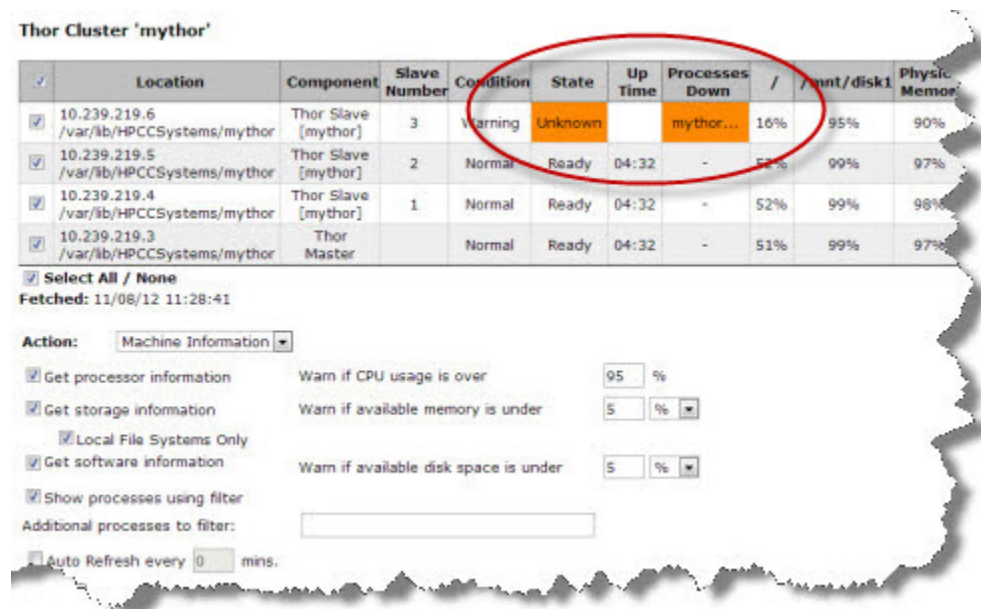 Thor Cluster 'mythor'
Location Component Slave Number Condition State Up Time Processes Down / /mnt/disk1
10.239.219.6 /var/lib/HPCCSystems/mythor Thor Slave [mythor] 3 Warning Unknown mythor... 16% 95% 90%
10.239.219.5 /var/lib/HPCCSystems/mythor Thor Slave [mythor] 2 Normal Ready 04:32 - 52% 99% 97%
10.239.219.4 /var/lib/HPCCSystems/mythor Thor Slave [mythor] 1 Normal Ready 04:32 - 52% 99% 98%
10.239.219.3 /var/lib/HPCCSystems/mythor Thor Master Normal Ready 04:32 - 51% 99% 97%
Select All / None
Fetched: 11/08/12 11:28:41
Action: Machine Information
Get processor information Warn if CPU usage is over 95 %
Get storage information Warn if available memory is under 5 %
Local File Systems Only
Get software information Warn if available disk space is under 5 %
Show processes using filter
Additional processes to filter:
Auto Refresh every 0 mins.